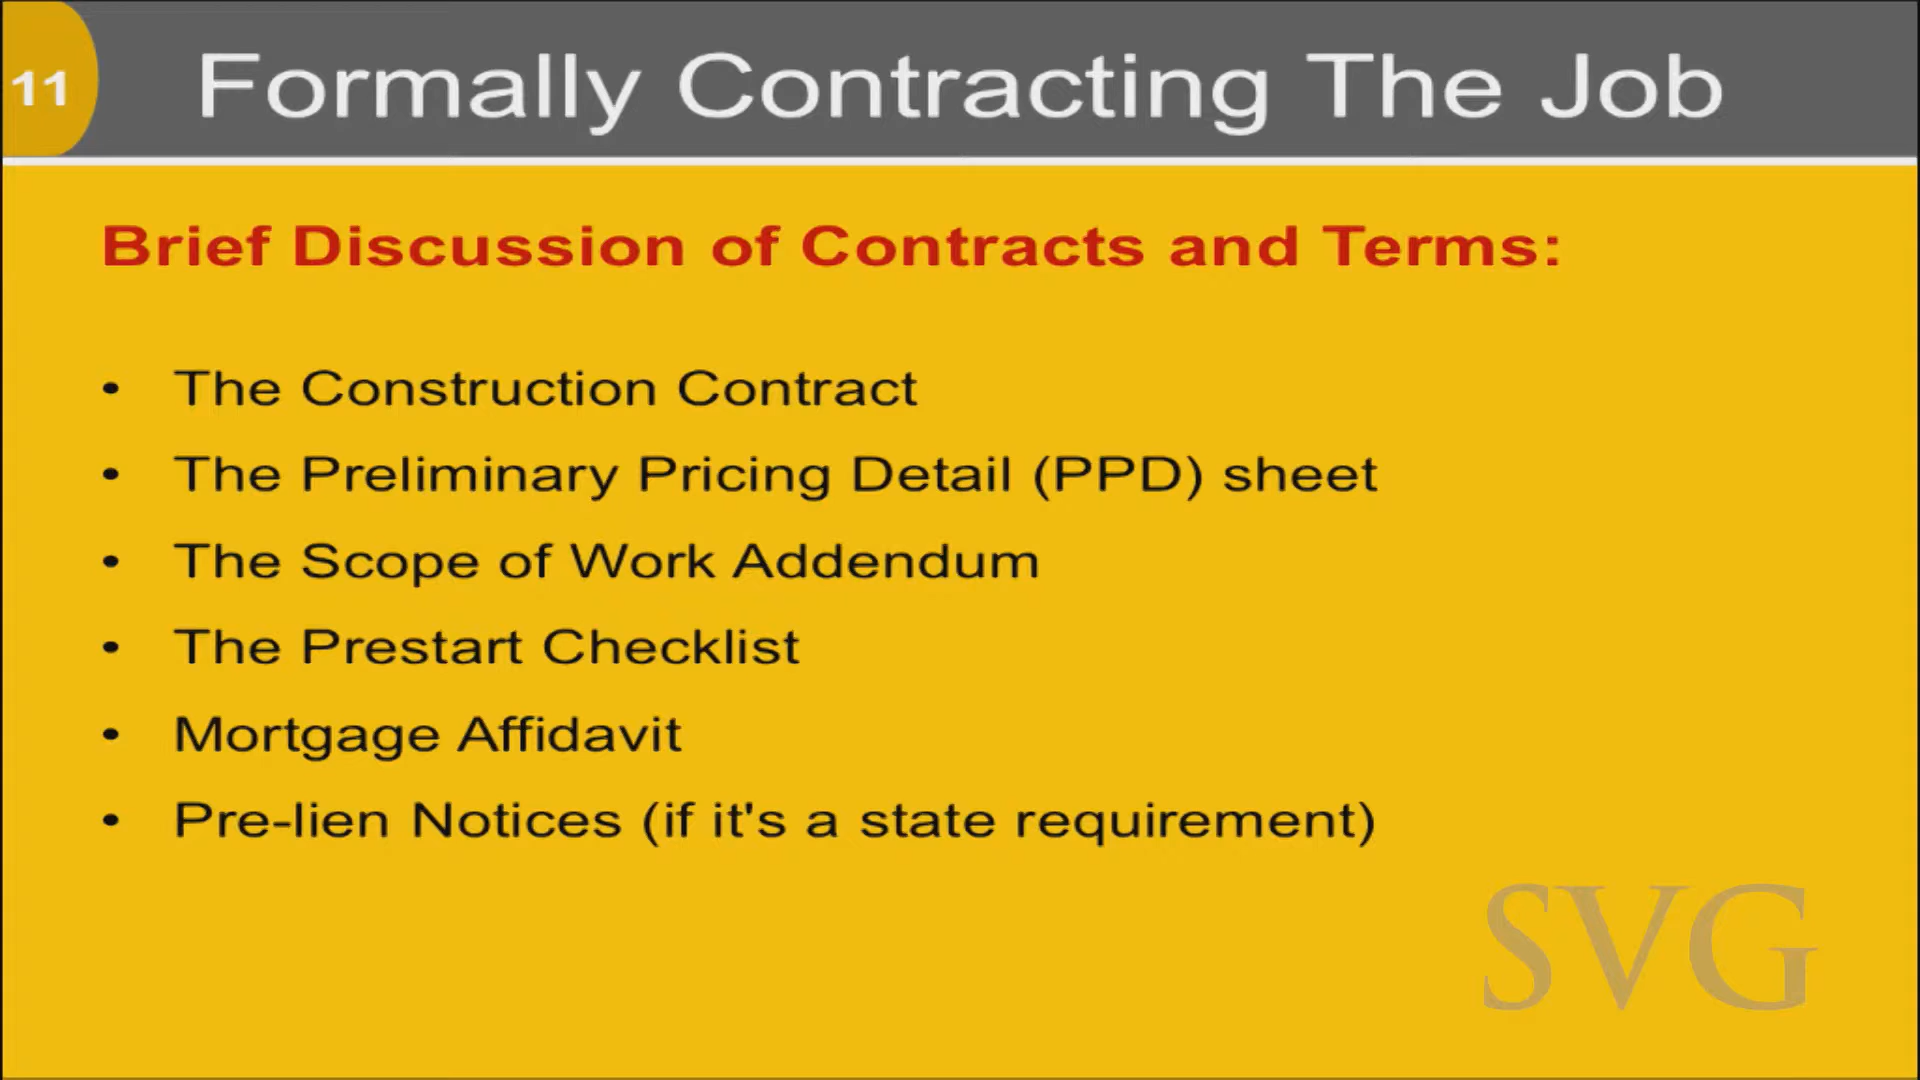 11
Formally Contracting The Job
Brief Discussion of Contracts and Terms:
• The Construction Contract
• The Preliminary Pricing Detail (PPD) sheet
• The Scope of Work Addendum
• The Prestart Checklist
• Mortgage Affidavit
• Pre-lien Notices (if it's a state requirement)
SVG